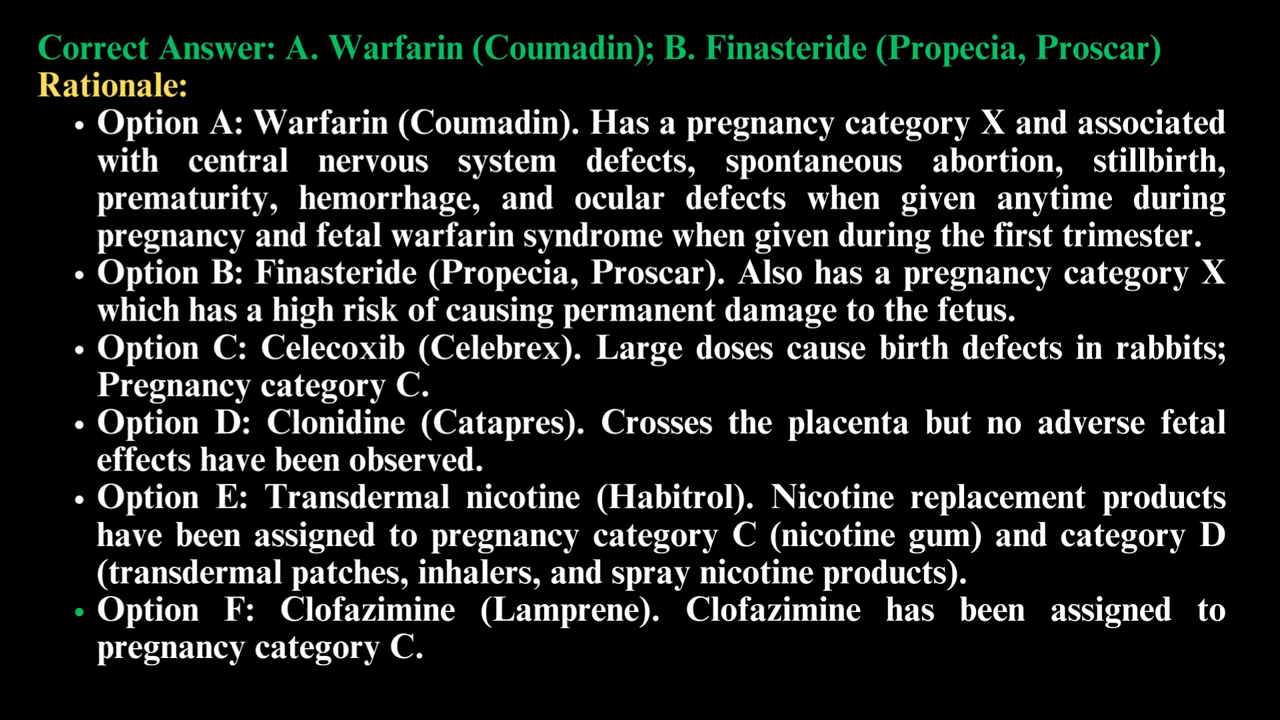 Correct Answer: A. Warfarin (Coumadin); B. Finasteride (Propecia, Proscar)
Rationale:
• Option A: Warfarin (Coumadin). Has a pregnancy category X and associated
with central nervous system defects, spontaneous abortion, stillbirth,
prematurity, hemorrhage, and ocular defects when given anytime during
pregnancy and fetal warfarin syndrome when given during the first trimester.
• Option B: Finasteride (Propecia, Proscar). Also has a pregnancy category X
which has a high risk of causing permanent damage to the fetus.
• Option C: Celecoxib (Celebrex). Large doses cause birth defects in rabbits;
Pregnancy category C.
• Option D: Clonidine (Catapres). Crosses the placenta but no adverse fetal
effects have been observed.
• Option E: Transdermal nicotine (Habitrol). Nicotine replacement products
have been assigned to pregnancy category C (nicotine gum) and category D
(transdermal patches, inhalers, and spray nicotine products).
• Option F: Clofazimine (Lamprene). Clofazimine has been assigned to
pregnancy category C.